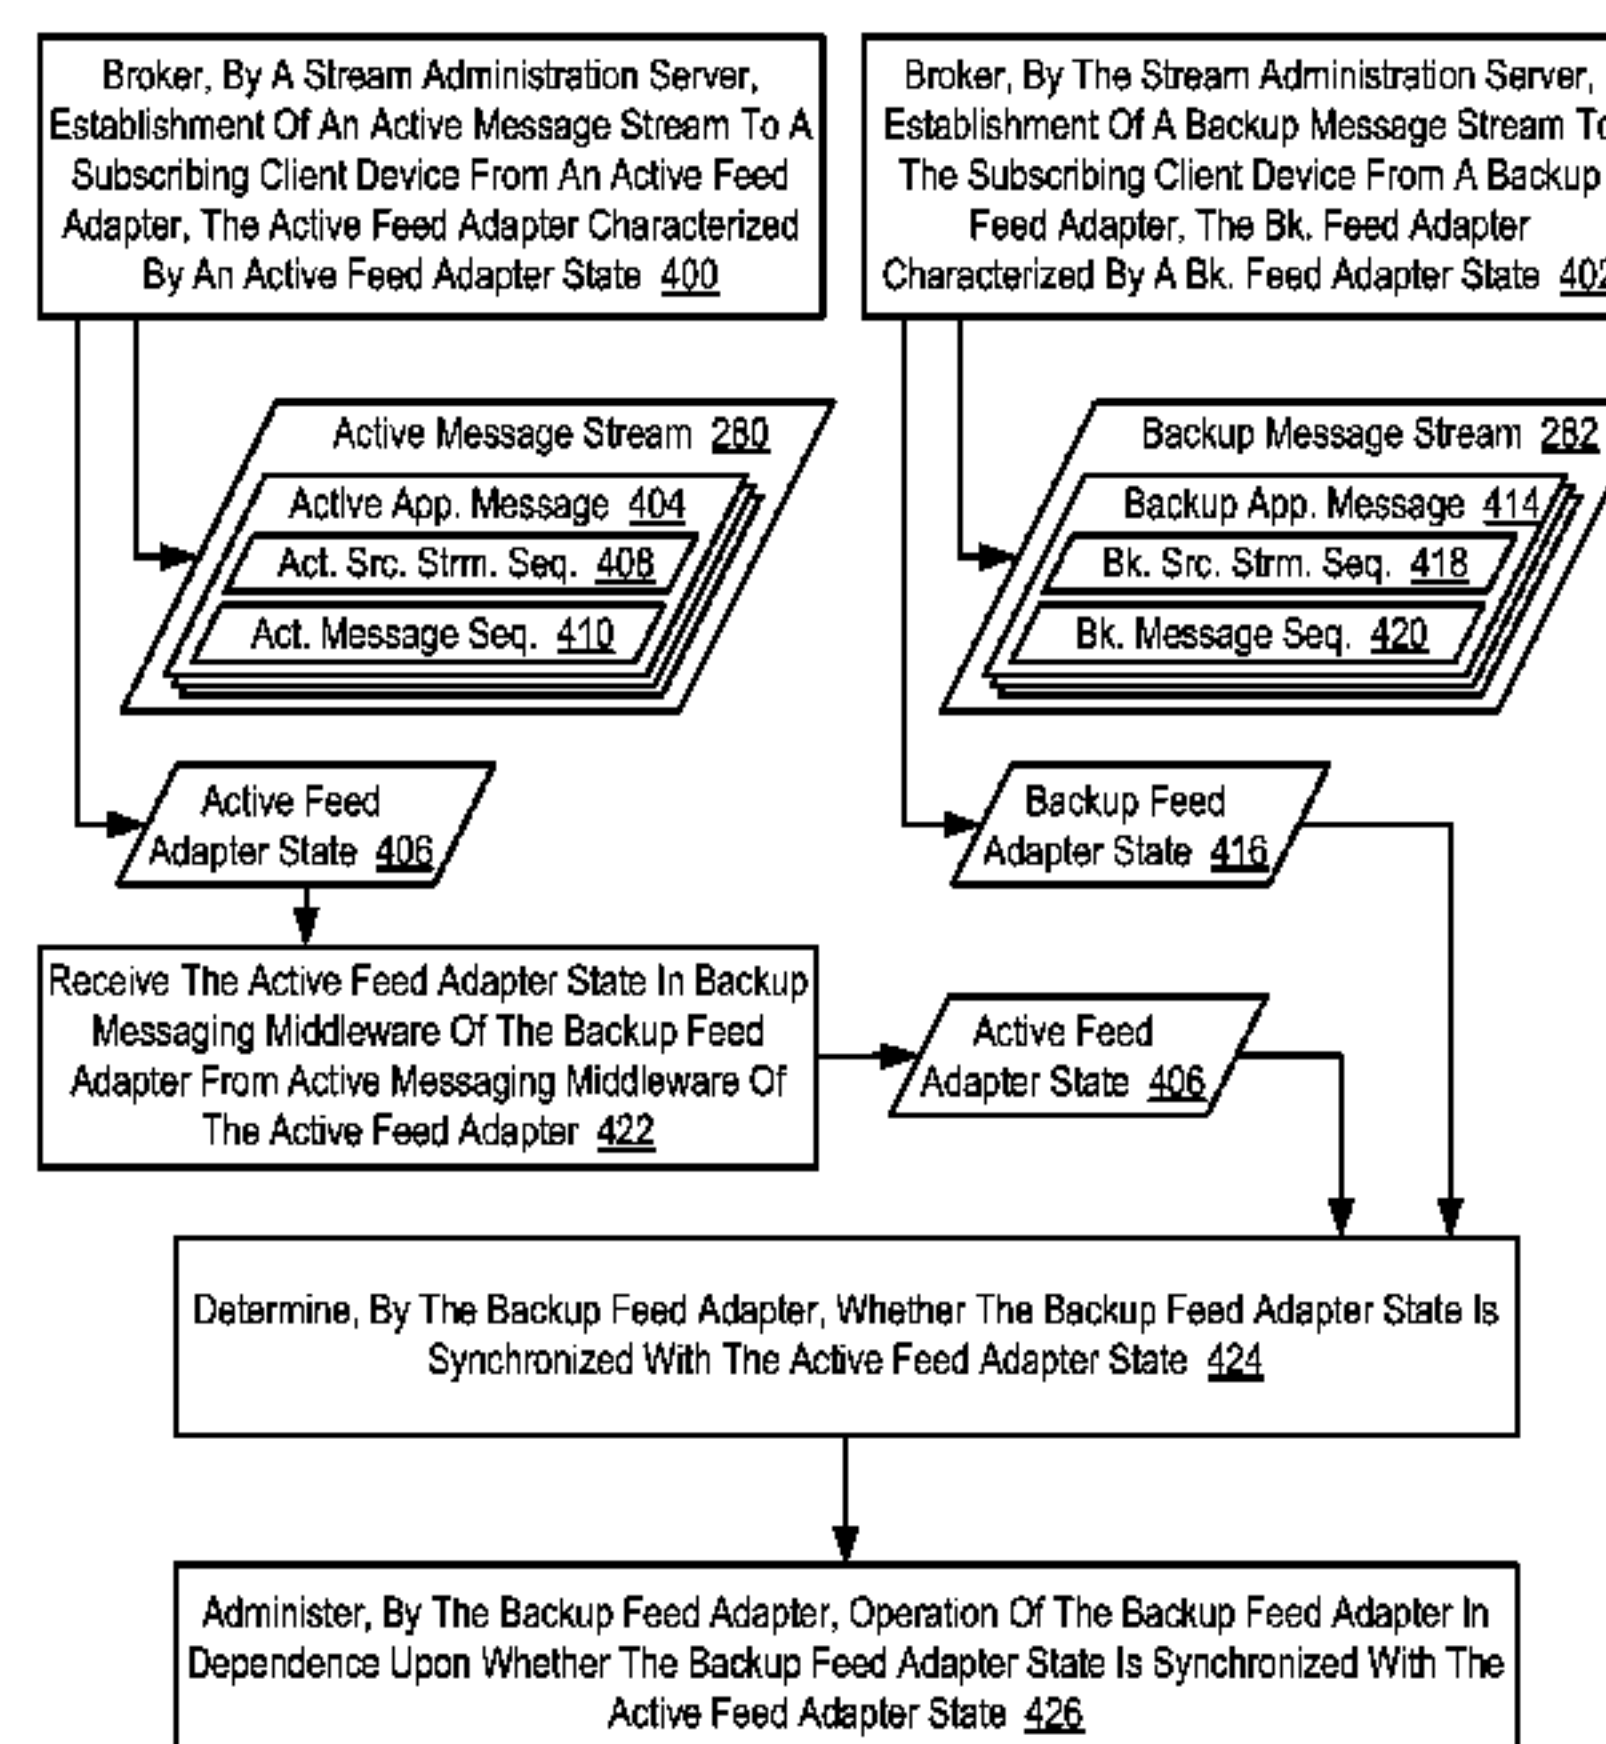 Broker, By A Stream Administration Server,
Establishment Of An Active Message Stream To A
Subscribing Client Device From An Active Feed
Adapter, The Active Feed Adapter Characterized
By An Active Feed Adapter State 400
Broker, By The Stream Administration Server,
Establishment Of A Backup Message Stream To
The Subscribing Client Device From A Backup
Feed Adapter, The Bk. Feed Adapter
Characterized By A Bk. Feed Adapter State 402
Active Message Stream 280
Active App. Message 404
Act. Src. Strm. Seq. 408
Act. Message Seq. 410
Backup Message Stream 282
Backup App. Message 414
Bk. Src. Strm. Seq. 418
Bk. Message Seq. 420
Active Feed
Adapter State 406
Backup Feed
Adapter State 416
Receive The Active Feed Adapter State In Backup
Messaging Middleware Of The Backup Feed
Adapter From Active Messaging Middleware Of
The Active Feed Adapter 422
Active Feed
Adapter State 406
Determine, By The Backup Feed Adapter, Whether The Backup Feed Adapter State Is
Synchronized With The Active Feed Adapter State 424
Administer, By The Backup Feed Adapter, Operation Of The Backup Feed Adapter In
Dependence Upon Whether The Backup Feed Adapter State Is Synchronized With The
Active Feed Adapter State 426